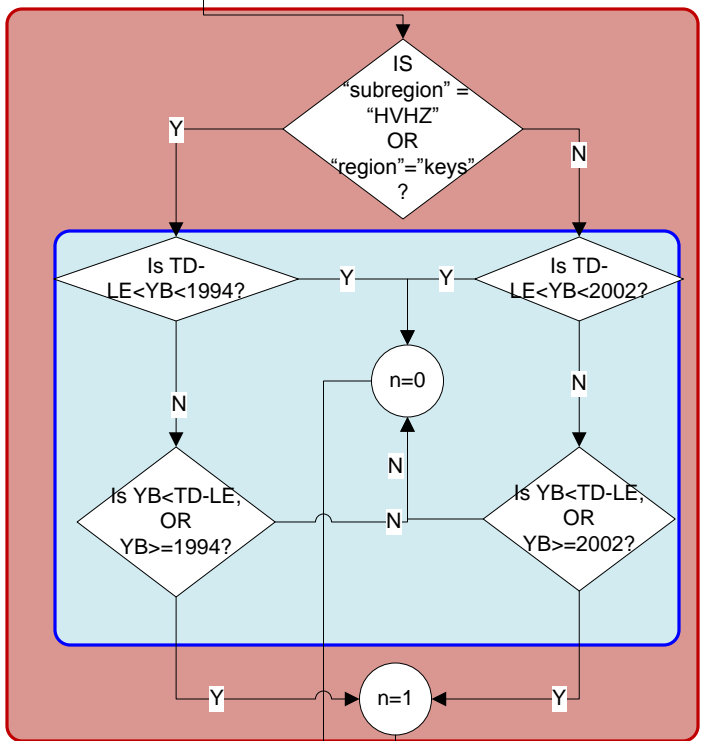 IS
“subregion” =
“HVHZ”
OR
“region”=”keys”
?
Y
N
Is TD-
LE<YB<1994?
Y
Y
Is TD-
LE<YB<2002?
n=0
N
N
N
Is YB<TD-LE,
OR
YB>=1994?
N
Is YB<TD-LE,
OR
YB>=2002?
Y
n=1
Y